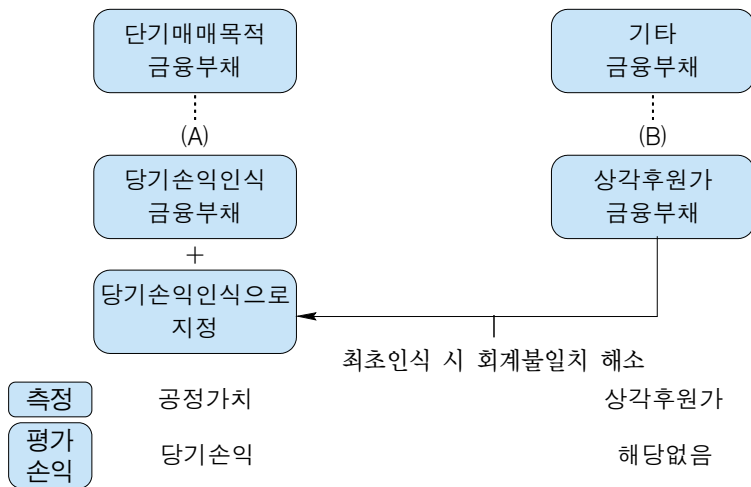 단기매매목적
금융부채
기타
금융부채
(A)
(B)
당기손익인식
금융부채
상각후원가
금융부채
+
당기손익인식으로
지정
최초인식 시 회계불일치 해소
측정
공정가치
상각후원가
평가
손익
당기손익
해당없음